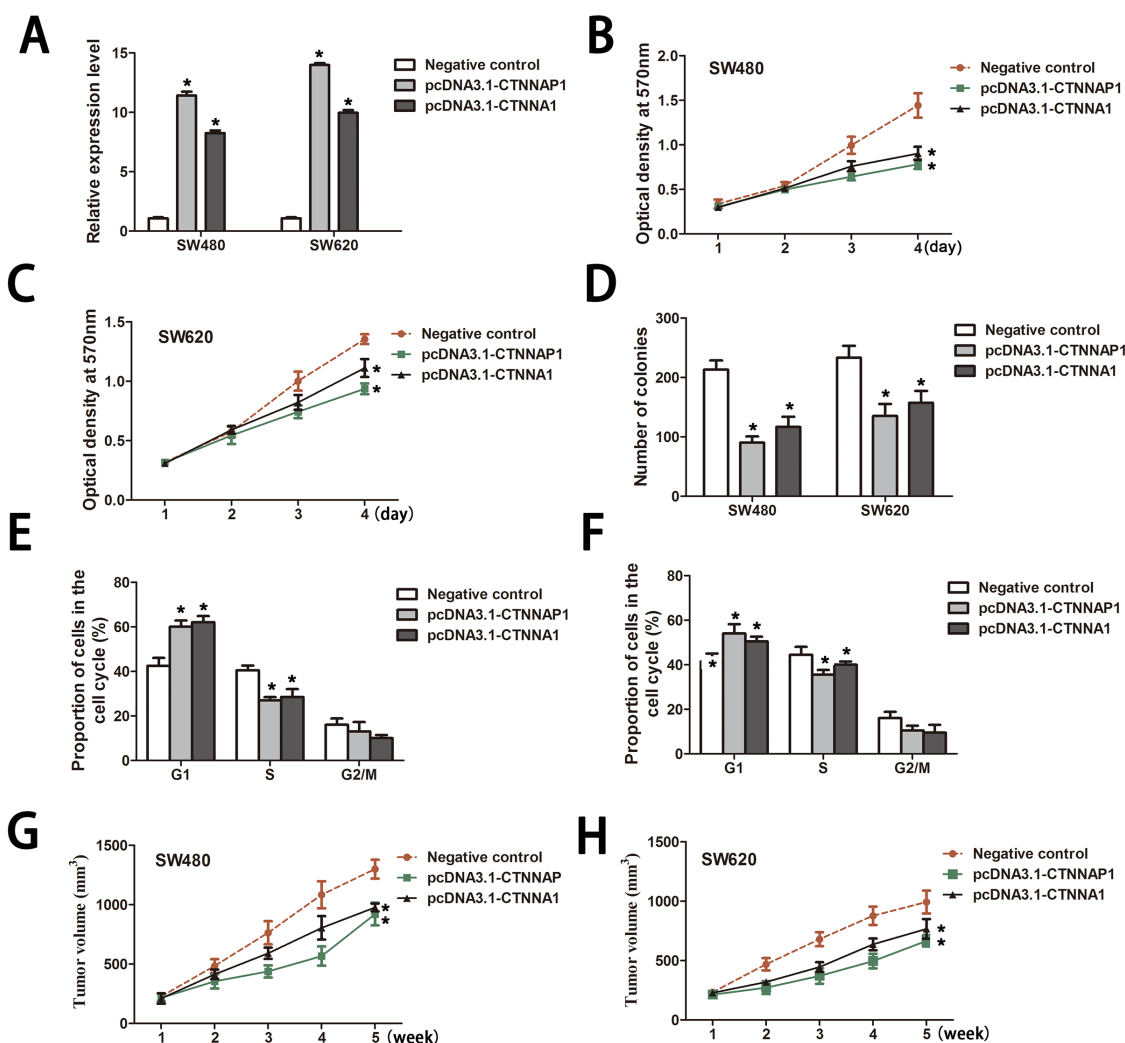 A
Relative expression level
15
10
5
0
*
*
*
*
SW480
SW620
Negative control
pcDNA3.1-CTNNAP1
pcDNA3.1-CTNNA1
B
SW480
Optical density at 570nm
2.0
1.5
1.0
0.5
0.0
1 2 3 4 (day)
*
*
Negative control
pcDNA3.1-CTNNAP1
pcDNA3.1-CTNNA1
C
SW620
Optical density at 570nm
1.5
1.0
0.5
0.0
1 2 3 4 (day)
*
*
Negative control
pcDNA3.1-CTNNAP1
pcDNA3.1-CTNNA1
D
Number of colonies
300
200
100
0
*
*
*
*
SW480
SW620
Negative control
pcDNA3.1-CTNNAP1
pcDNA3.1-CTNNA1
E
Proportion of cells in the
cell cycle (%)
80
60
40
20
0
* *
* *
G1 S G2/M
Negative control
pcDNA3.1-CTNNAP1
pcDNA3.1-CTNNA1
F
Proportion of cells in the
cell cycle (%)
80
60
40
20
0
*
*
*
*
*
G1 S G2/M
Negative control
pcDNA3.1-CTNNAP1
pcDNA3.1-CTNNA1
G
SW480
Tumor volume (mm³)
1500
1000
500
0
1 2 3 4 5 (week)
*
*
Negative control
pcDNA3.1-CTNNAP
pcDNA3.1-CTNNA1
H
SW620
Tumor volume (mm³)
1500
1000
500
0
1 2 3 4 5 (week)
*
*
Negative control
pcDNA3.1-CTNNAP1
pcDNA3.1-CTNNA1